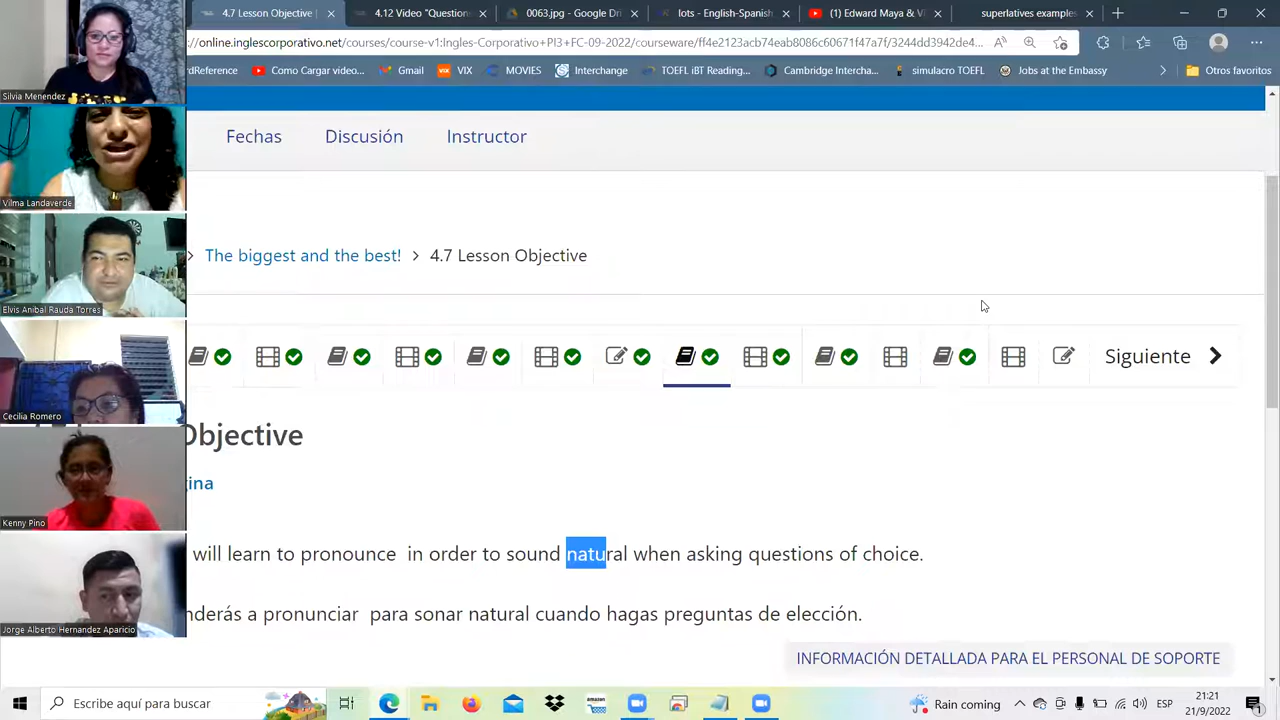 4.7 Lesson Objective |
4.12 Video "Questions
0063.jpg - Google Dri
lots - English-Spanish
(1) Edward Maya & V
superlatives examples
://online.inglescorporativo.net/courses/course-v1:Ingles-Corporativo+PI3+FC-09-2022/courseware/ff4e2123acb74eab8086c60671f47a7f/3244dd3942de4...
rdReference
Como Cargar vídeo...
Gmail
VIX
MOVIES
Interchange
TOEFL iBT Reading...
Cambridge Intercha...
simulacro TOEFL
Jobs at the Embassy
Otros favoritos
Silvia Menendez
Fechas
Discusión
Instructor
Vilma Landaverde
The biggest and the best! > 4.7 Lesson Objective
Elvis Anibal Rauda Torres
Siguiente
Cecilia Romero
Objective
gina
Kenny Pino
will learn to pronounce in order to sound natural when asking questions of choice.
nderás a pronunciar para sonar natural cuando hagas preguntas de elección.
Jorge Alberto Hernandez Aparicio
INFORMACIÓN DETALLADA PARA EL PERSONAL DE SOPORTE
Escribe aquí para buscar
Rain coming
ESP
21:21
21/9/2022